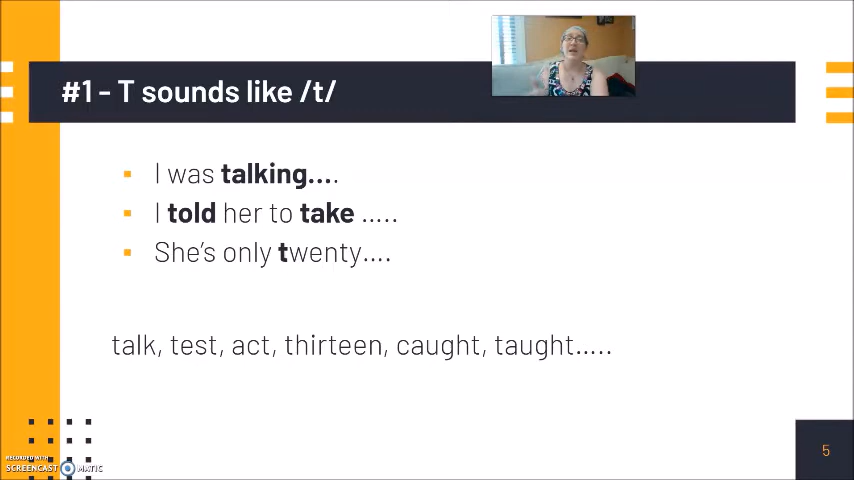 #1 - T sounds like /t/
I was talking....
I told her to take .....
She's only twenty....
talk, test, act, thirteen, caught, taught.....
5
RECORDED WITH
SCREENCAST MATIC